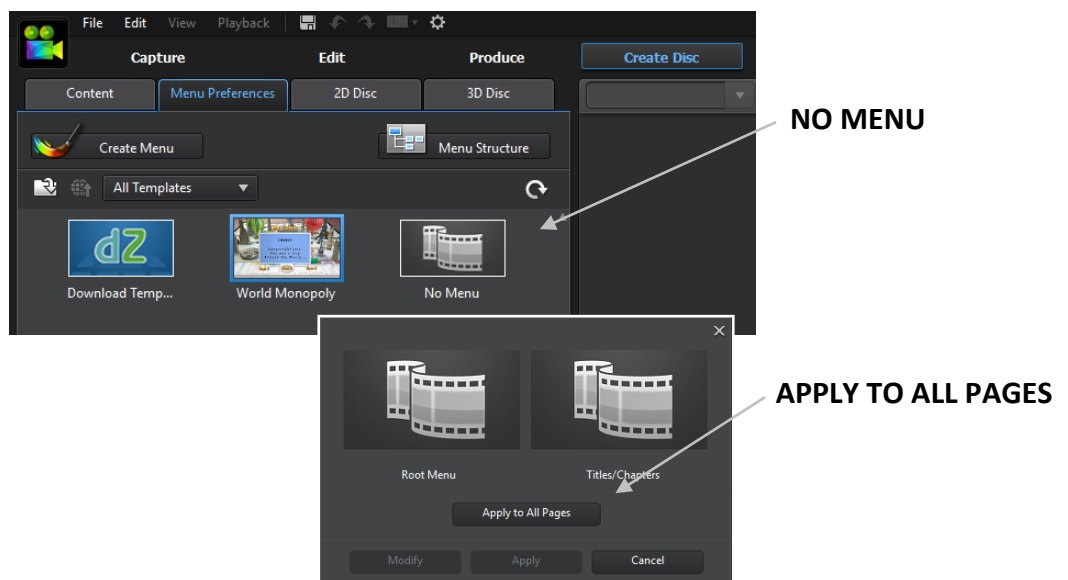 File Edit View Playback
Capture Edit Produce Create Disc
Content Menu Preferences 2D Disc 3D Disc
NO MENU
Create Menu Menu Structure
All Templates
dZ
Download Temp... World Monopoly No Menu
APPLY TO ALL PAGES
Root Menu Titles/Chapters
Apply to All Pages
Modify Apply Cancel